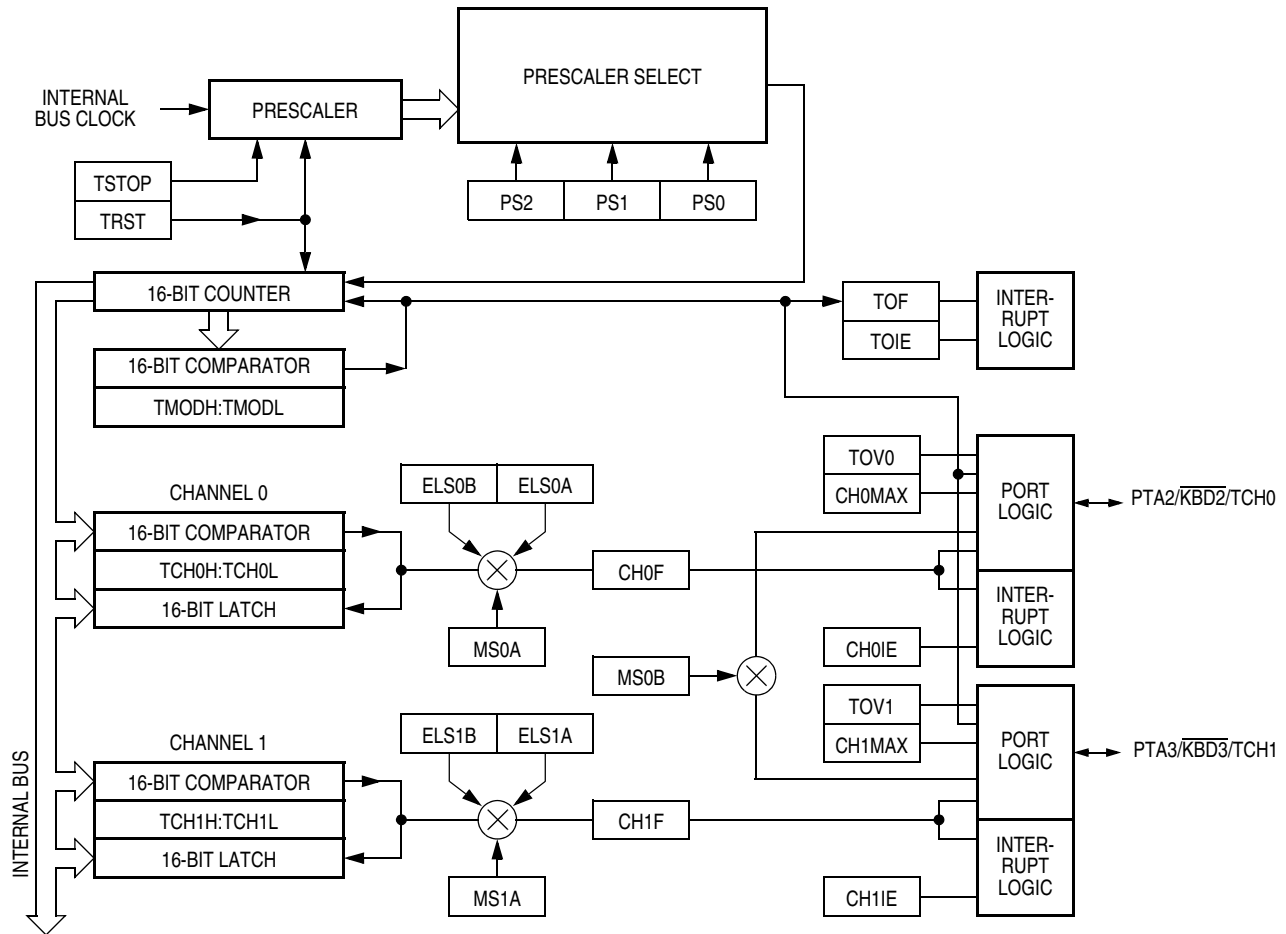 PRESCALER SELECT
INTERNAL
BUS CLOCK
PRESCALER
TSTOP
TRST
PS2 PS1 PS0
16-BIT COUNTER
TOF
TOIE
INTER-
RUPT
LOGIC
16-BIT COMPARATOR
TMODH:TMODL
TOV0
CH0MAX
PORT
LOGIC
PTA2/KBD2/TCH0
ELS0B ELS0A
CHANNEL 0
16-BIT COMPARATOR
TCH0H:TCH0L
16-BIT LATCH
CH0F
MS0A
INTER-
RUPT
LOGIC
CH0IE
MS0B
TOV1
CH1MAX
PORT
LOGIC
PTA3/KBD3/TCH1
ELS1B ELS1A
CHANNEL 1
16-BIT COMPARATOR
TCH1H:TCH1L
16-BIT LATCH
CH1F
MS1A
INTER-
RUPT
LOGIC
CH1IE
INTERNAL BUS